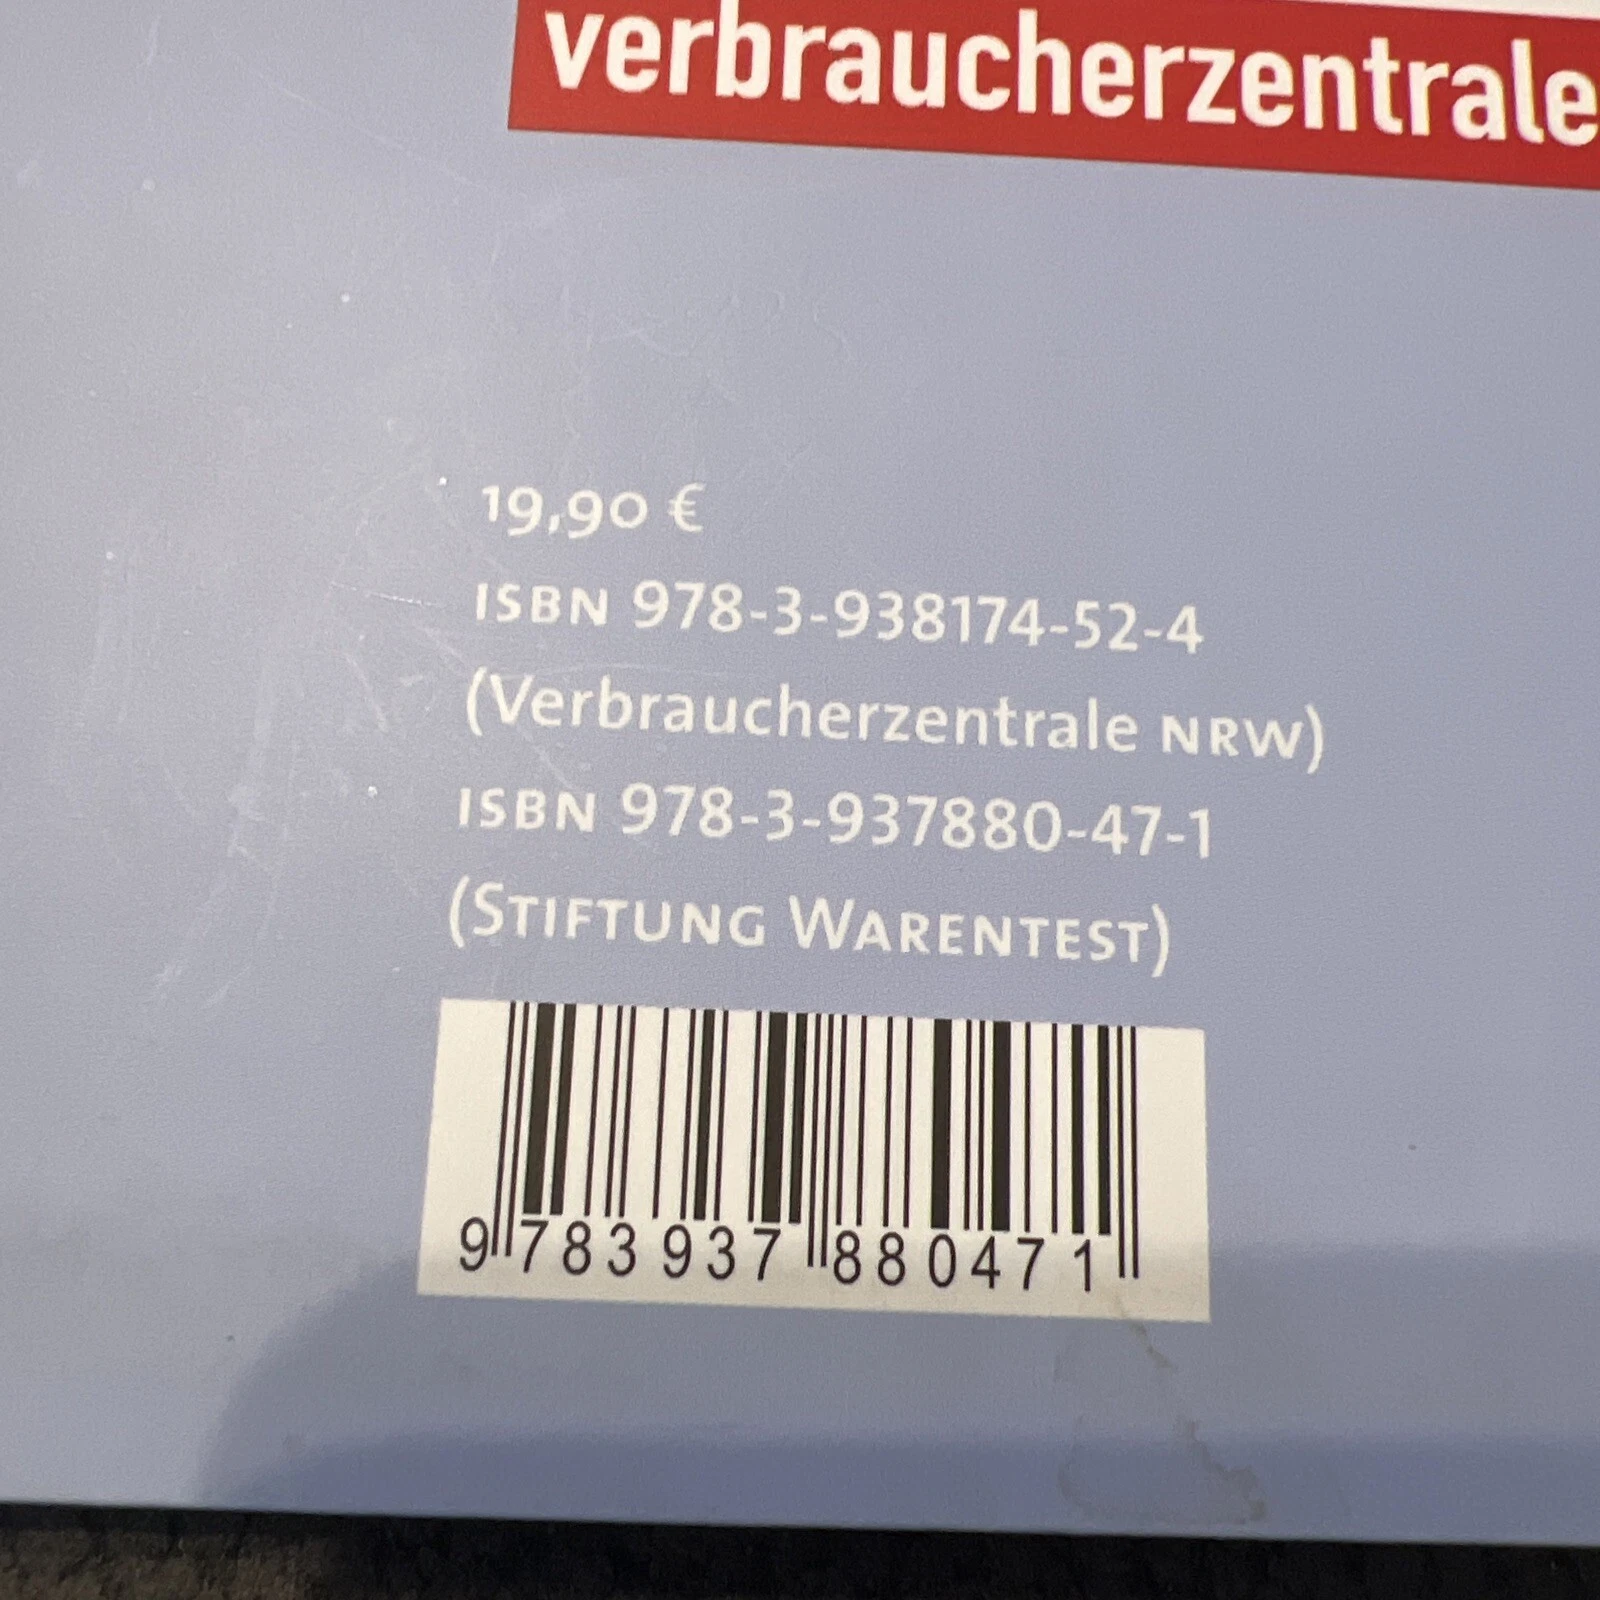 verbraucherzentrale
19,90 €
ISBN 978-3-938174-52-4
(Verbraucherzentrale NRW)
ISBN 978-3-937880-47-1
(STIFTUNG WARENTEST)
9 783937 880471